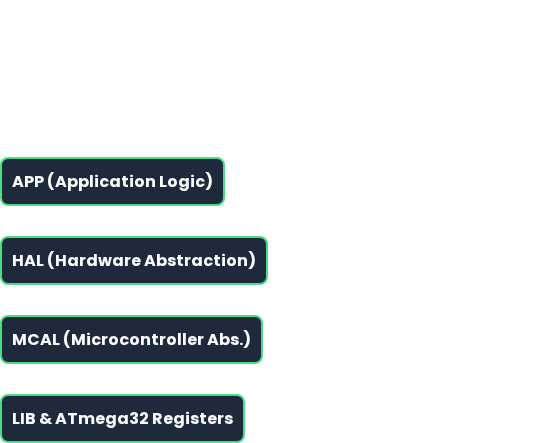 APP (Application Logic)
HAL (Hardware Abstraction)
MCAL (Microcontroller Abs.)
LIB & ATmega32 Registers